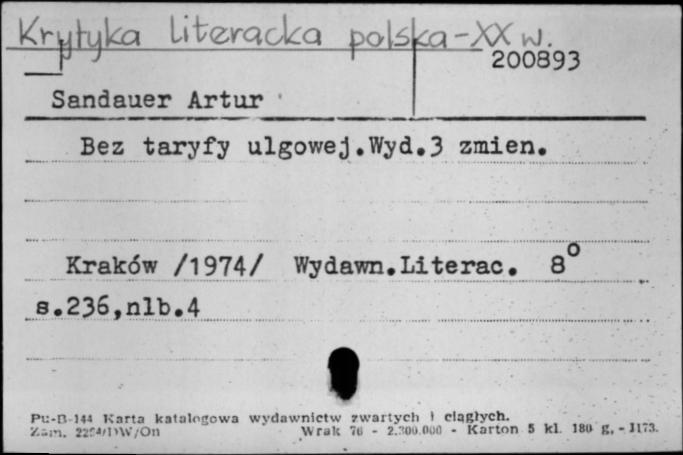 Krytyka literacka polska-XX w.
200893
Sandauer Artur
Bez taryfy ulgowej.Wyd.3 zmien.
Kraków /1974/ Wydawn.Literac. 8°
s.236,nlb.4
Pu-B-144 Karta katalogowa wydawnictw zwartych i ciągłych.
Zam. Wrak 76 - 2.300.000 - Karton 5 kl. 180 g.